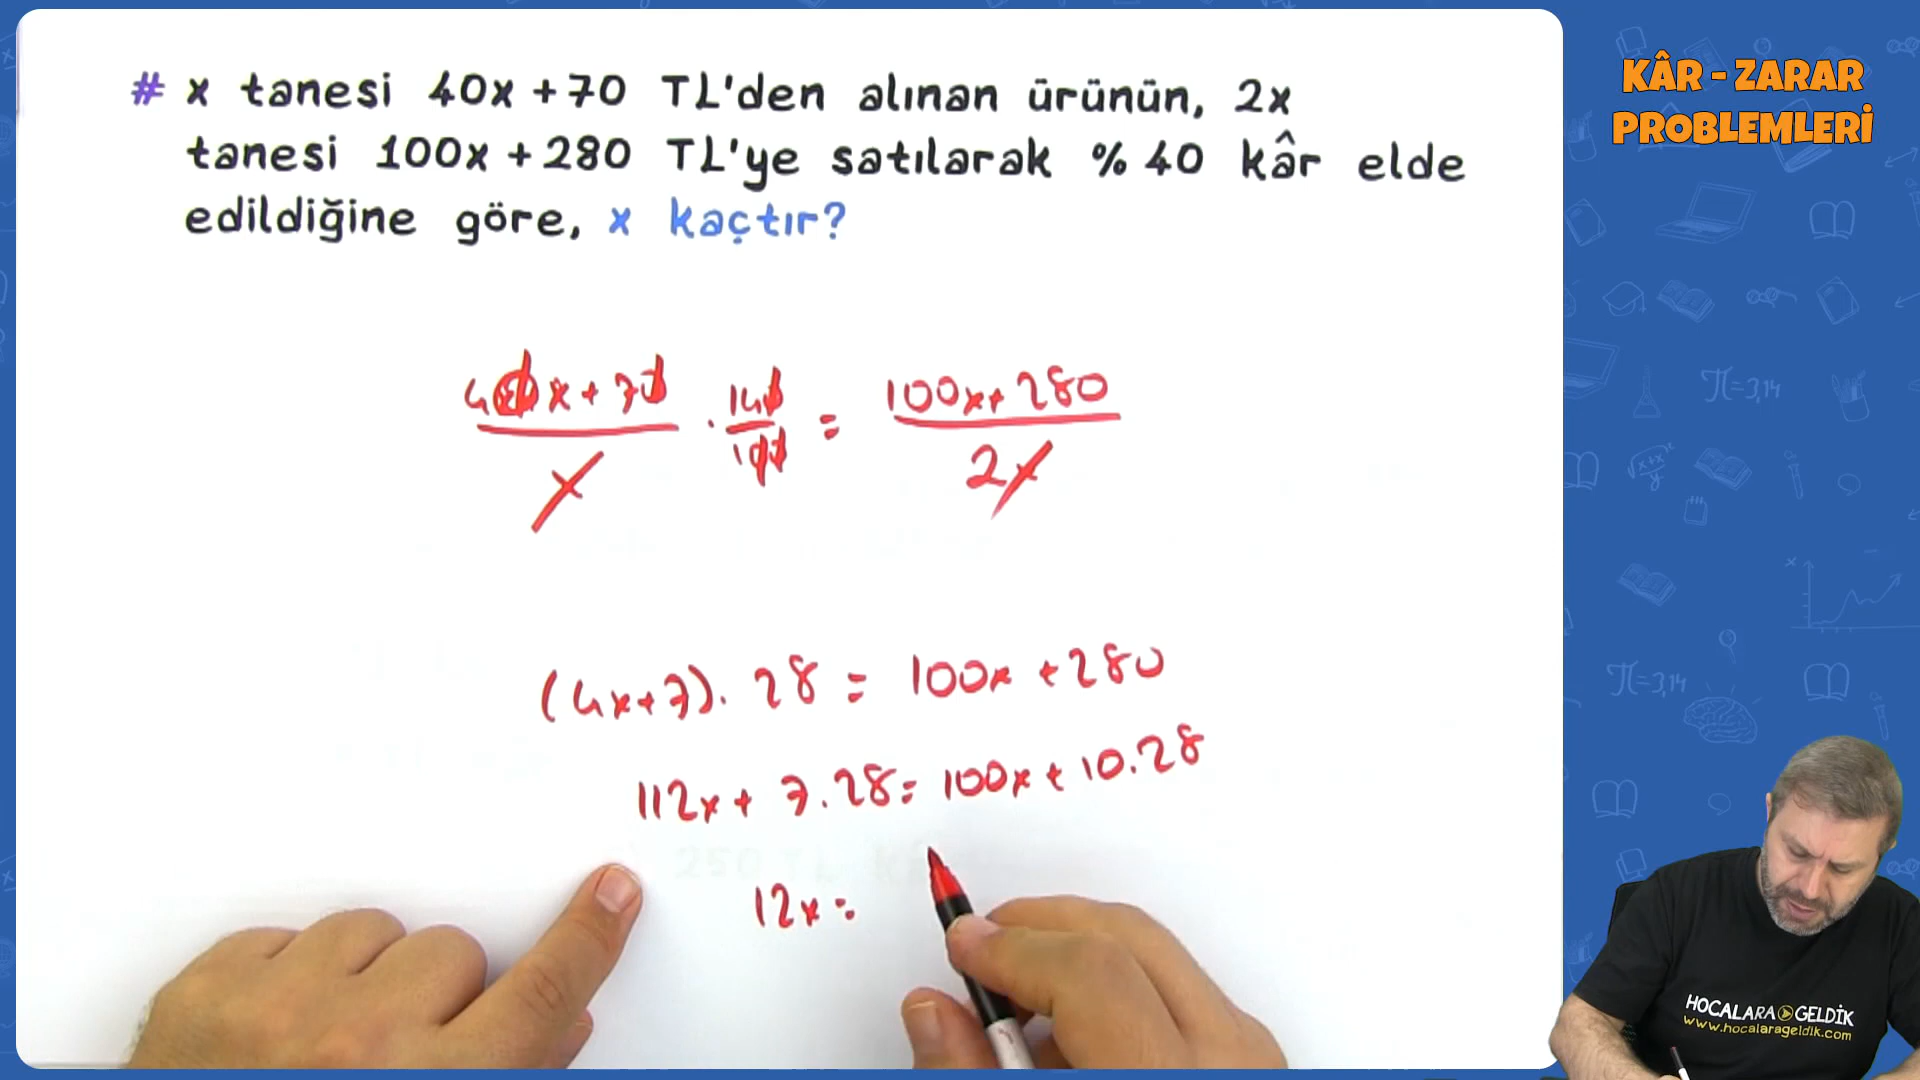 KÂR - ZARAR
PROBLEMLERİ
# x tanesi 40x + 70 TL'den alınan ürünün, 2x
tanesi 100x + 280 TL'ye satılarak % 40 kâr elde
edildiğine göre, x kaçtır?
40x + 70 / x · 140 / 100 = 100x + 280 / 2x
(4x+7). 28 = 100x + 280
112x + 7.28 = 100x + 10.28
12x =
HOCALARA GELDİK
www.hocalarageldik.com
π=3,14
π=3,14